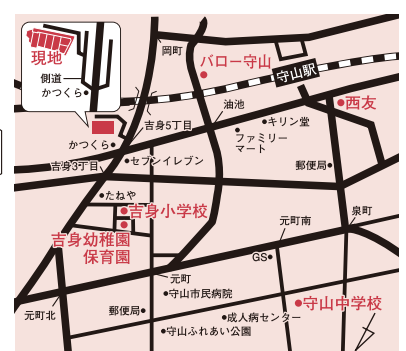 現地
側道
かつくら
岡町
バロー守山
守山駅
西友
油池
キリン堂
吉身5丁目
ファミリー
マート
かつくら
吉身3丁目
セブンイレブン
郵便局
たねや
吉身小学校
吉身幼稚園
保育園
元町南
泉町
GS
元町
守山市民病院
守山中学校
元町北
郵便局
成人病センター
守山ふれあい公園